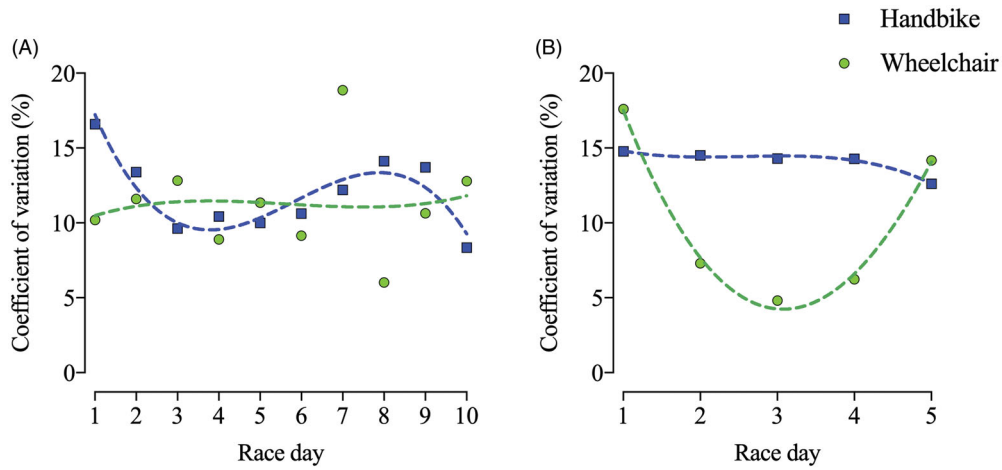 Handbike
Wheelchair
(A)
Coefficient of variation (%)
20
15
10
5
0
1 2 3 4 5 6 7 8 9 10
Race day
(B)
Coefficient of variation (%)
20
15
10
5
0
1 2 3 4 5
Race day